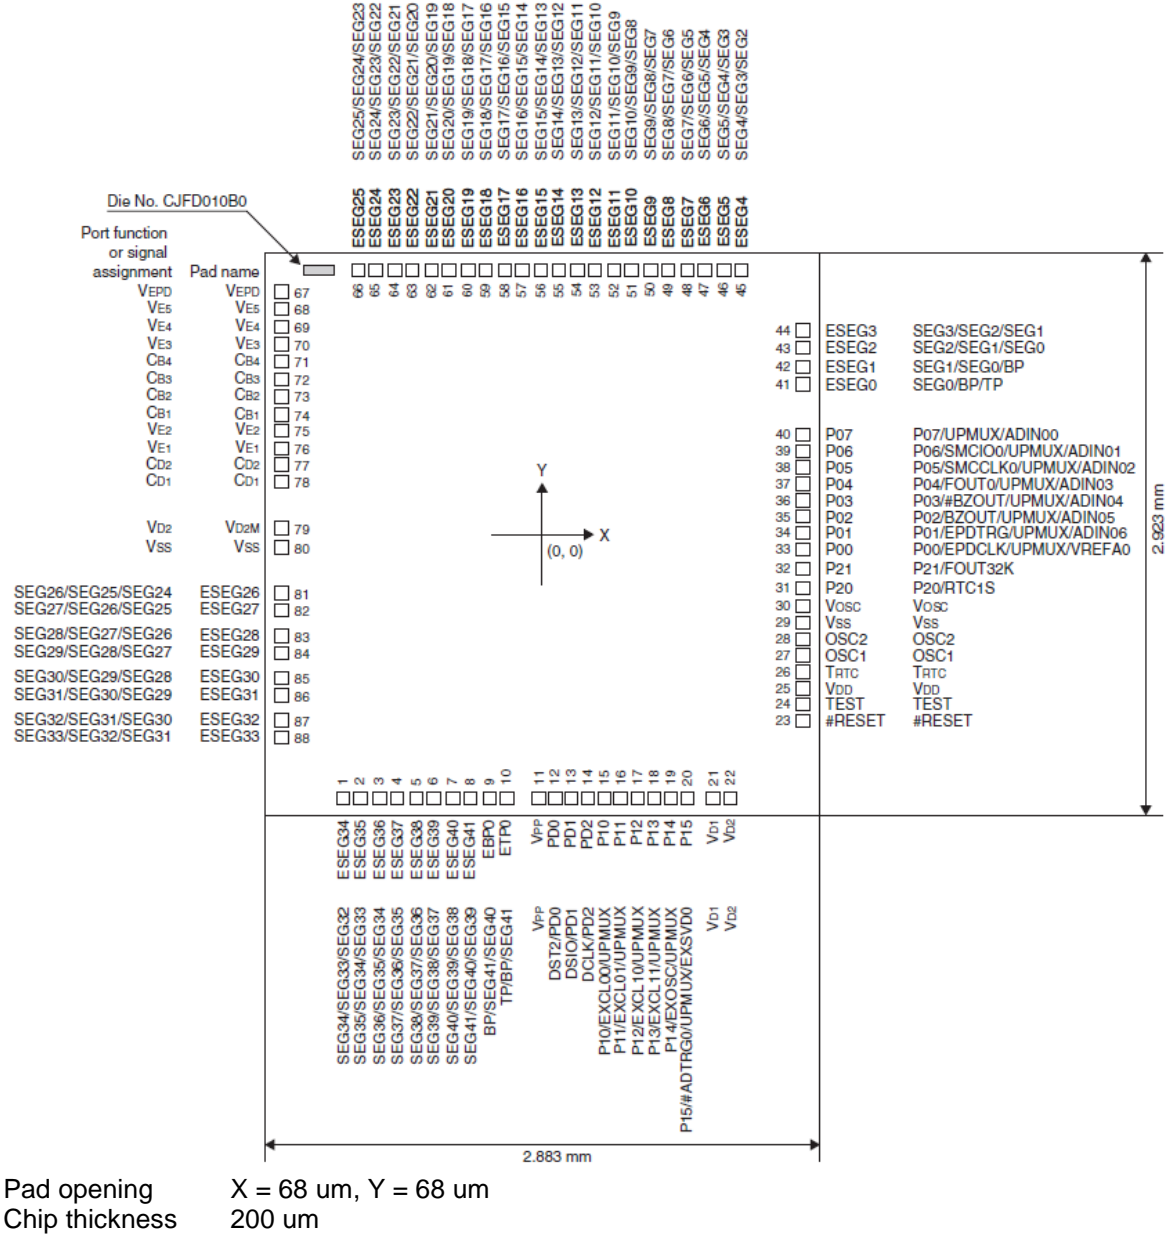 SEG25/SEG24/SEG23
SEG24/SEG23/SEG22
SEG23/SEG22/SEG21
SEG22/SEG21/SEG20
SEG21/SEG20/SEG19
SEG20/SEG19/SEG18
SEG19/SEG18/SEG17
SEG18/SEG17/SEG16
SEG17/SEG16/SEG15
SEG16/SEG15/SEG14
SEG15/SEG14/SEG13
SEG14/SEG13/SEG12
SEG13/SEG12/SEG11
SEG12/SEG11/SEG10
SEG11/SEG10/SEG9
SEG10/SEG9/SEG8
SEG9/SEG8/SEG7
SEG8/SEG7/SEG6
SEG7/SEG6/SEG5
SEG6/SEG5/SEG4
SEG5/SEG4/SEG3
SEG4/SEG3/SEG2
ESEG25
ESEG24
ESEG23
ESEG22
ESEG21
ESEG20
ESEG19
ESEG18
ESEG17
ESEG16
ESEG15
ESEG14
ESEG13
ESEG12
ESEG11
ESEG10
ESEG9
ESEG8
ESEG7
ESEG6
ESEG5
ESEG4
66 65 64 63 62 61 60 59 58 57 56 55 54 53 52 51 50 49 48 47 46 45
Die No. CJFD010B0
Port function
or signal
assignment Pad name
VEPD VEPD 67
VE5 VE5 68
VE4 VE4 69
VE3 VE3 70
CB4 CB4 71
CB3 CB3 72
CB2 CB2 73
CB1 CB1 74
VE2 VE2 75
VE1 VE1 76
CD2 CD2 77
CD1 CD1 78
VD2 VD2M 79
VSS VSS 80
SEG26/SEG25/SEG24 ESEG26 81
SEG27/SEG26/SEG25 ESEG27 82
SEG28/SEG27/SEG26 ESEG28 83
SEG29/SEG28/SEG27 ESEG29 84
SEG30/SEG29/SEG28 ESEG30 85
SEG31/SEG30/SEG29 ESEG31 86
SEG32/SEG31/SEG30 ESEG32 87
SEG33/SEG32/SEG31 ESEG33 88
Y
X
(0, 0)
44 ESEG3 SEG3/SEG2/SEG1
43 ESEG2 SEG2/SEG1/SEG0
42 ESEG1 SEG1/SEG0/BP
41 ESEG0 SEG0/BP/TP
40 P07 P07/UPMUX/ADIN00
39 P06 P06/SMCIO0/UPMUX/ADIN01
38 P05 P05/SMCCLK0/UPMUX/ADIN02
37 P04 P04/FOUT0/UPMUX/ADIN03
36 P03 P03/#BZOUT/UPMUX/ADIN04
35 P02 P02/BZOUT/UPMUX/ADIN05
34 P01 P01/EPDTRG/UPMUX/ADIN06
33 P00 P00/EPDCLK/UPMUX/VREFA0
32 P21 P21/FOUT32K
31 P20 P20/RTC1S
30 VOSC VOSC
29 VSS VSS
28 OSC2 OSC2
27 OSC1 OSC1
26 TRTC TRTC
25 VDD VDD
24 TEST TEST
23 #RESET #RESET
2.923 mm
1 2 3 4 5 6 7 8 9 10 11 12 13 14 15 16 17 18 19 20 21 22
ESEG34
ESEG35
ESEG36
ESEG37
ESEG38
ESEG39
ESEG40
ESEG41
EBP0
ETP0
VPP
PD0
PD1
PD2
P10
P11
P12
P13
P14
P15
VD1
VD2
SEG34/SEG33/SEG32
SEG35/SEG34/SEG33
SEG36/SEG35/SEG34
SEG37/SEG36/SEG35
SEG38/SEG37/SEG36
SEG39/SEG38/SEG37
SEG40/SEG39/SEG38
SEG41/SEG40/SEG39
BP/SEG41/SEG40
TP/BP/SEG41
VPP
DST2/PD0
DSIO/PD1
DCLK/PD2
P10/EXCL00/UPMUX
P11/EXCL01/UPMUX
P12/EXCL10/UPMUX
P13/EXCL11/UPMUX
P14/EXOSC/UPMUX
P15/#ADTRG0/UPMUX/EXSVD0
VD1
VD2
2.883 mm
Pad opening X = 68 um, Y = 68 um
Chip thickness 200 um